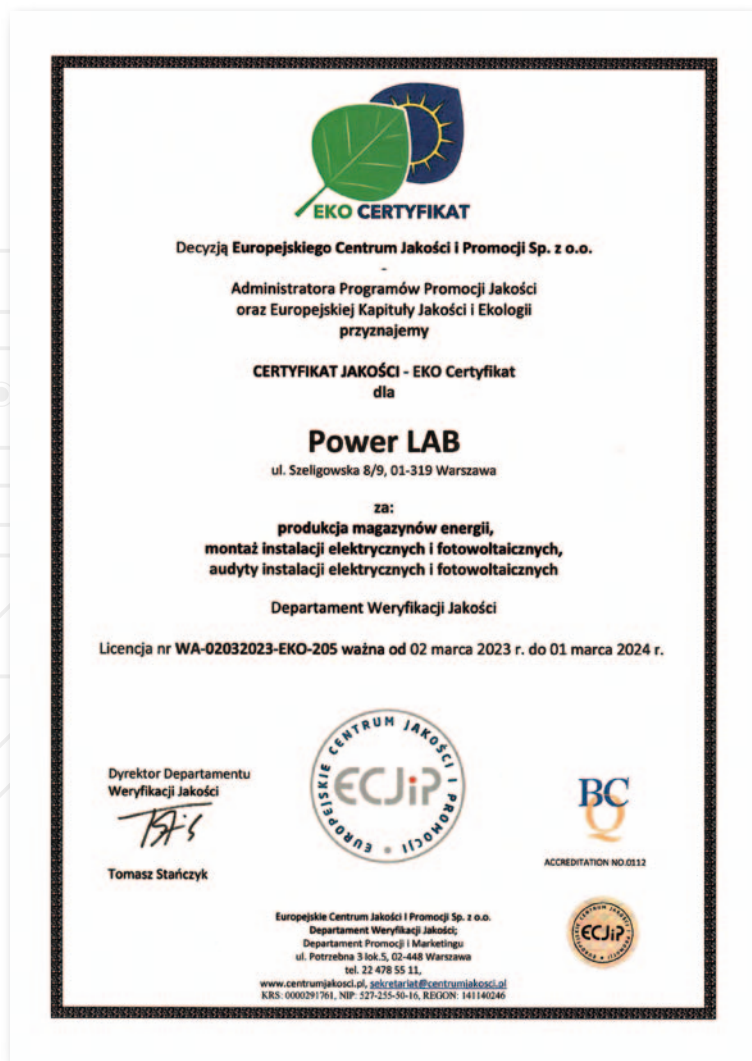 EKO CERTYFIKAT
Decyzją Europejskiego Centrum Jakości i Promocji Sp. z o.o.
-
Administratora Programów Promocji Jakości
oraz Europejskiej Kapituły Jakości i Ekologii
przyznajemy
CERTYFIKAT JAKOŚCI - EKO Certyfikat
dla
Power LAB
ul. Szeligowska 8/9, 01-319 Warszawa
za:
produkcja magazynów energii,
montaż instalacji elektrycznych i fotowoltaicznych,
audyty instalacji elektrycznych i fotowoltaicznych
Departament Weryfikacji Jakości
Licencja nr WA-02032023-EKO-205 ważna od 02 marca 2023 r. do 01 marca 2024 r.
Dyrektor Departamentu
Weryfikacji Jakości
Tomasz Stańczyk
EUROPEJSKIE CENTRUM JAKOŚCI I PROMOCJI
ECJiP
BCQ
ACCREDITATION NO.0112
EUROPEJSKIE CENTRUM JAKOŚCI I PROMOCJI
ECJiP
Europejskie Centrum Jakości i Promocji Sp. z o.o.
Departament Weryfikacji Jakości;
Departament Promocji i Marketingu
ul. Potrzebna 3 lok.5, 02-448 Warszawa
tel. 22 478 55 11,
www.centrumjakosci.pl, sekretariat@centrumjakosci.pl
KRS: 0000291761, NIP: 527-255-50-16, REGON: 141140246